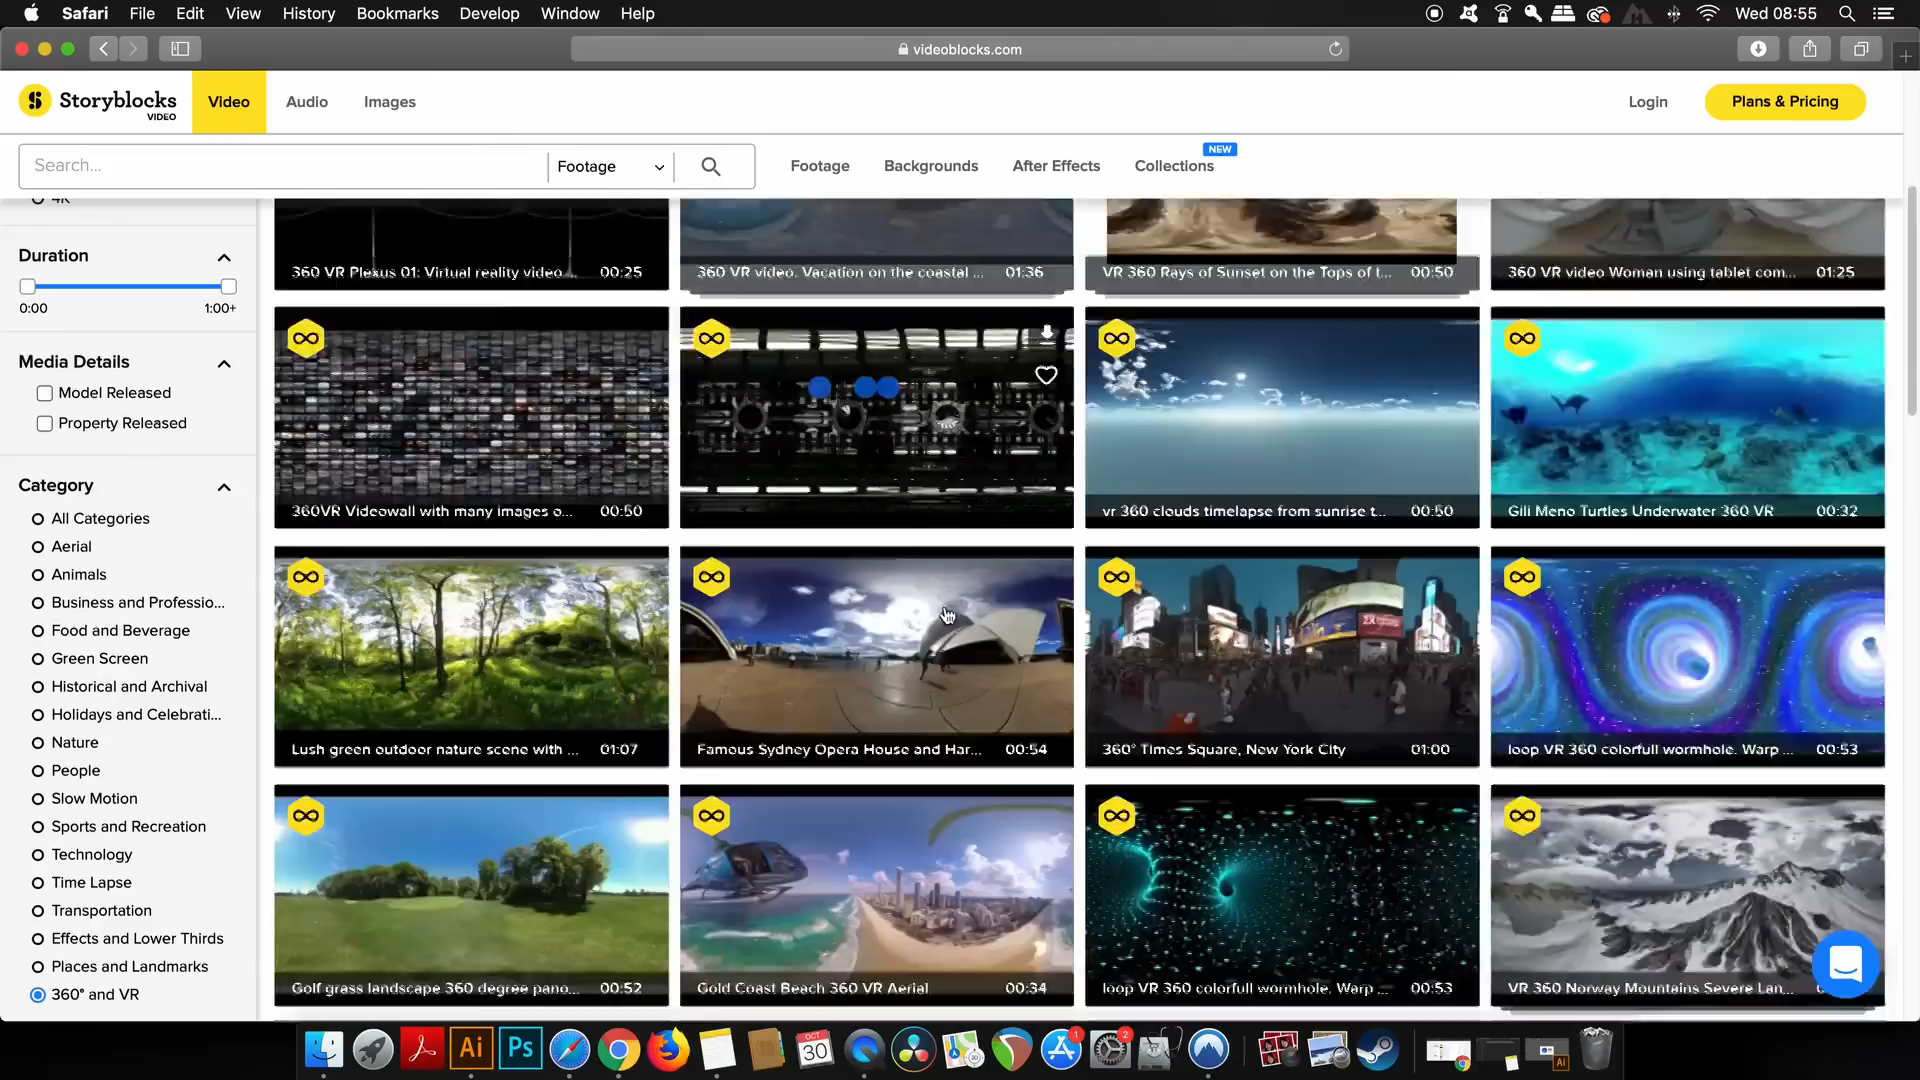 Safari File Edit View History Bookmarks Develop Window Help Wed 08:55
videoblocks.com
Storyblocks
VIDEO
Video Audio Images Login Plans & Pricing
Search... Footage Footage Backgrounds After Effects Collections NEW
4K
Duration
0:00 1:00+
Media Details
Model Released
Property Released
Category
All Categories
Aerial
Animals
Business and Professio...
Food and Beverage
Green Screen
Historical and Archival
Holidays and Celebrati...
Nature
People
Slow Motion
Sports and Recreation
Technology
Time Lapse
Transportation
Effects and Lower Thirds
Places and Landmarks
360° and VR
360 VR Plexus 01: Virtual reality video ... 00:25
360 VR video. Vacation on the coastal ... 01:36
VR 360 Rays of Sunset on the Tops of t... 00:50
360 VR video Woman using tablet com... 01:25
360VR Videowall with many images o... 00:50
vr 360 clouds timelapse from sunrise t... 00:50
Gili Meno Turtles Underwater 360 VR 00:32
Lush green outdoor nature scene with ... 01:07
Famous Sydney Opera House and Har... 00:54
360° Times Square, New York City 01:00
loop VR 360 colorfull wormhole. Warp ... 00:53
Golf grass landscape 360 degree pano... 00:52
Gold Coast Beach 360 VR Aerial 00:34
loop VR 360 colorfull wormhole. Warp ... 00:53
VR 360 Norway Mountains Severe Lan...
Ai Ps OCT 30 1 2